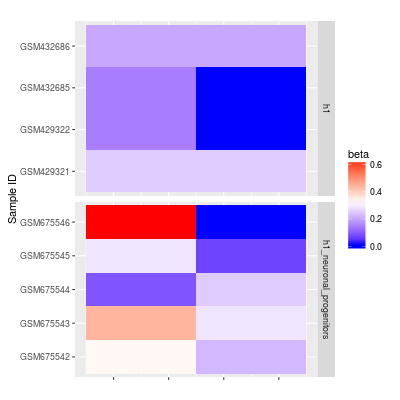 GSM432686
GSM432685
GSM429322
GSM429321
h1
GSM675546
GSM675545
GSM675544
GSM675543
GSM675542
h1_neuronal_progenitors
Sample ID
beta
0.6
0.4
0.2
0.0